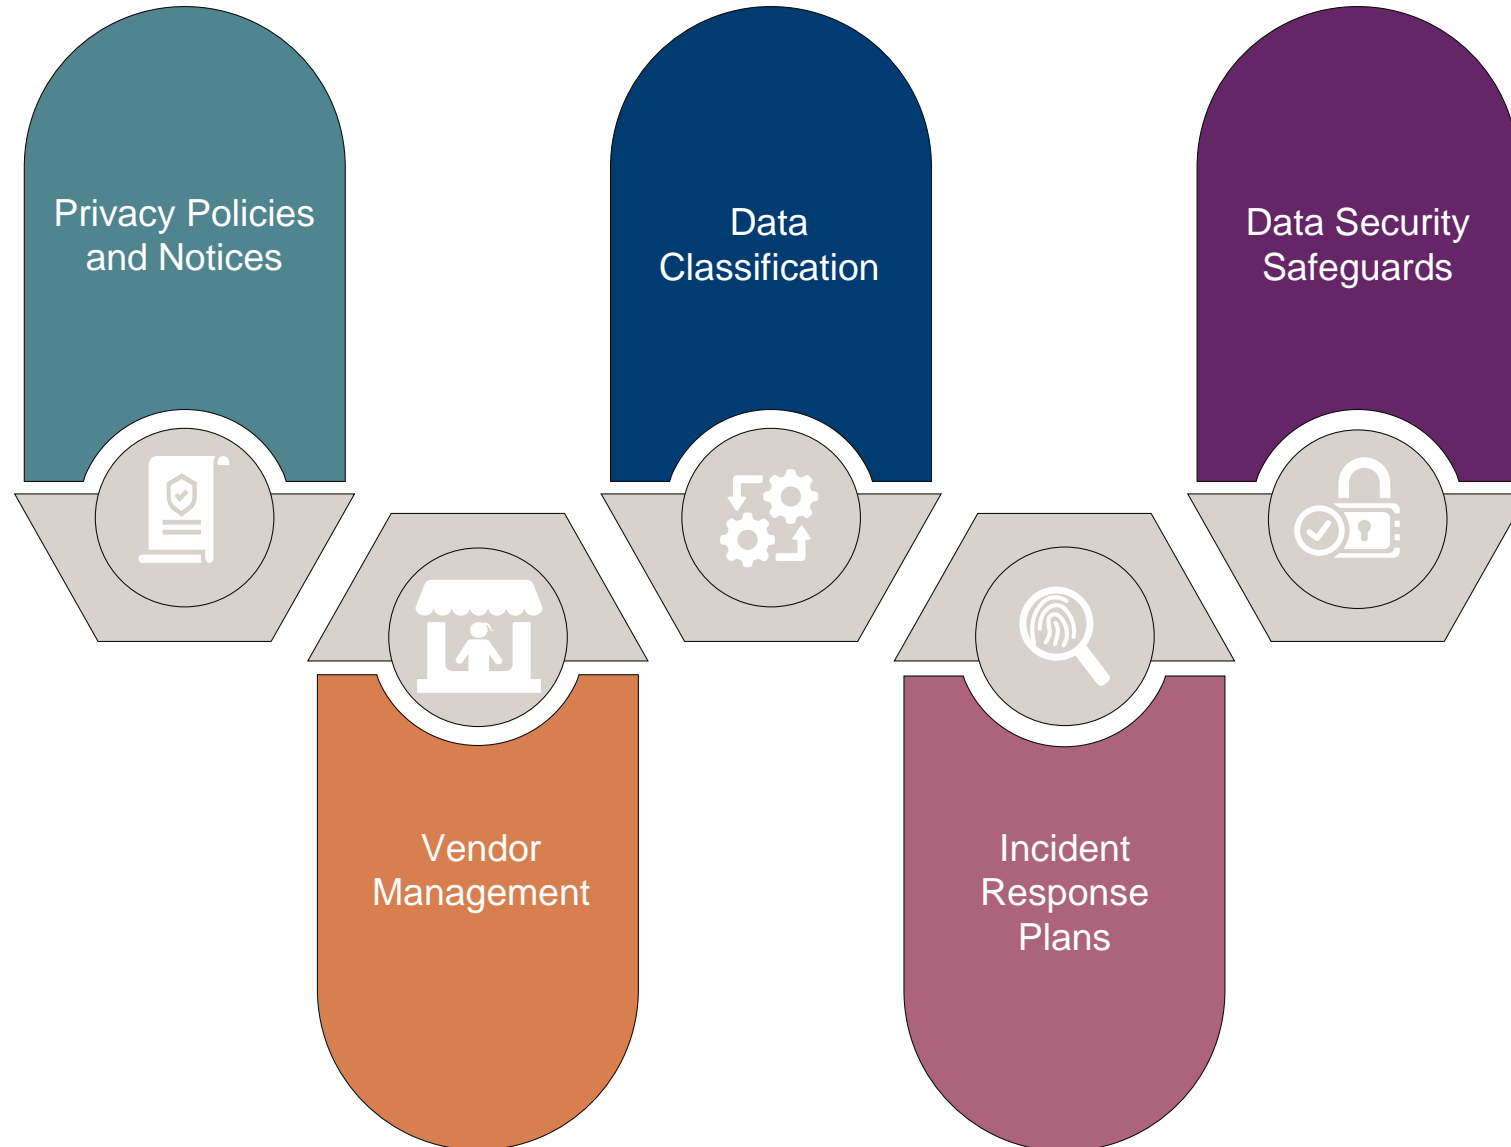 Privacy Policies
and Notices
Data
Classification
Data Security
Safeguards
Vendor
Management
Incident
Response
Plans